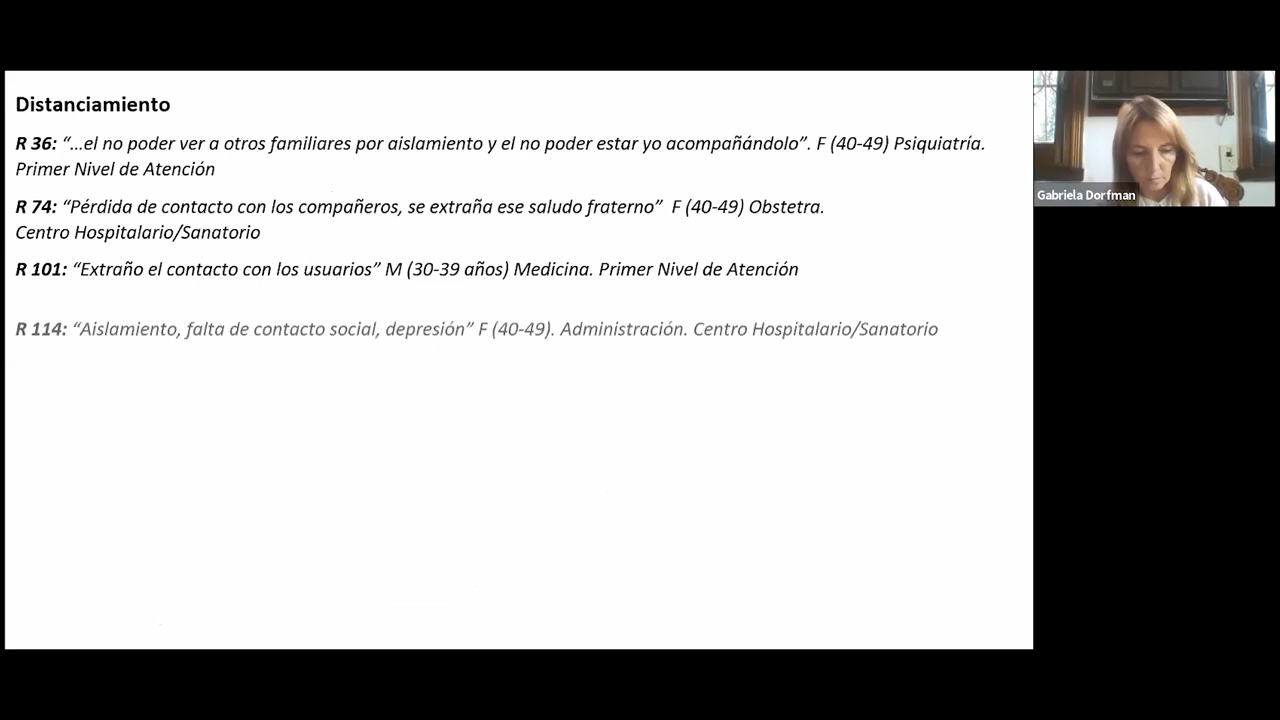 Distanciamiento
R 36: “...el no poder ver a otros familiares por aislamiento y el no poder estar yo acompañándolo”. F (40-49) Psiquiatría.
Primer Nivel de Atención
R 74: “Pérdida de contacto con los compañeros, se extraña ese saludo fraterno” F (40-49) Obstetra.
Centro Hospitalario/Sanatorio
R 101: “Extraño el contacto con los usuarios” M (30-39 años) Medicina. Primer Nivel de Atención
R 114: “Aislamiento, falta de contacto social, depresión” F (40-49). Administración. Centro Hospitalario/Sanatorio
Gabriela Dorfman